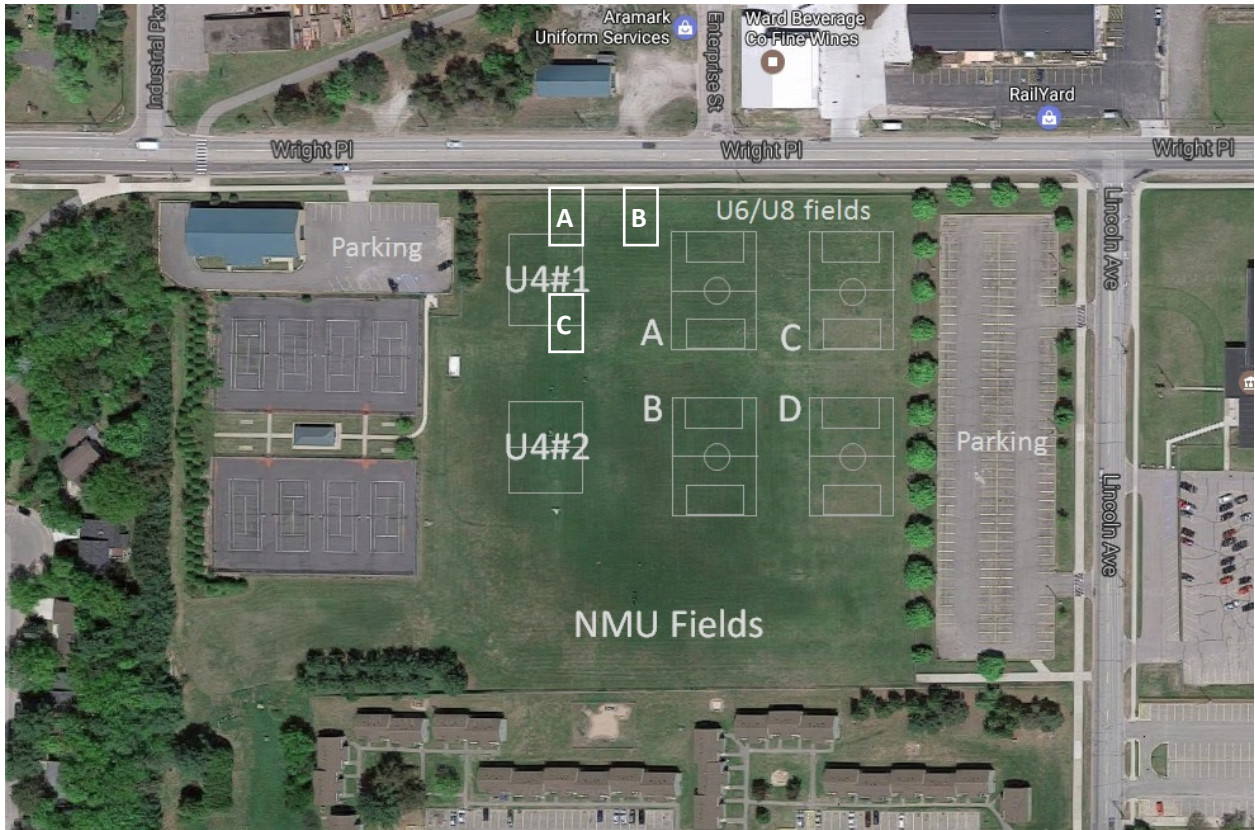 Industrial Pkw
Aramark
Uniform Services
Enterprise St
Ward Beverage
Co Fine Wines
RailYard
Wright Pl
Wright Pl
Wright Pl
Lincoln Ave
A
B
U6/U8 fields
Parking
U4#1
C
A
C
B
D
U4#2
Parking
Lincoln Ave
NMU Fields